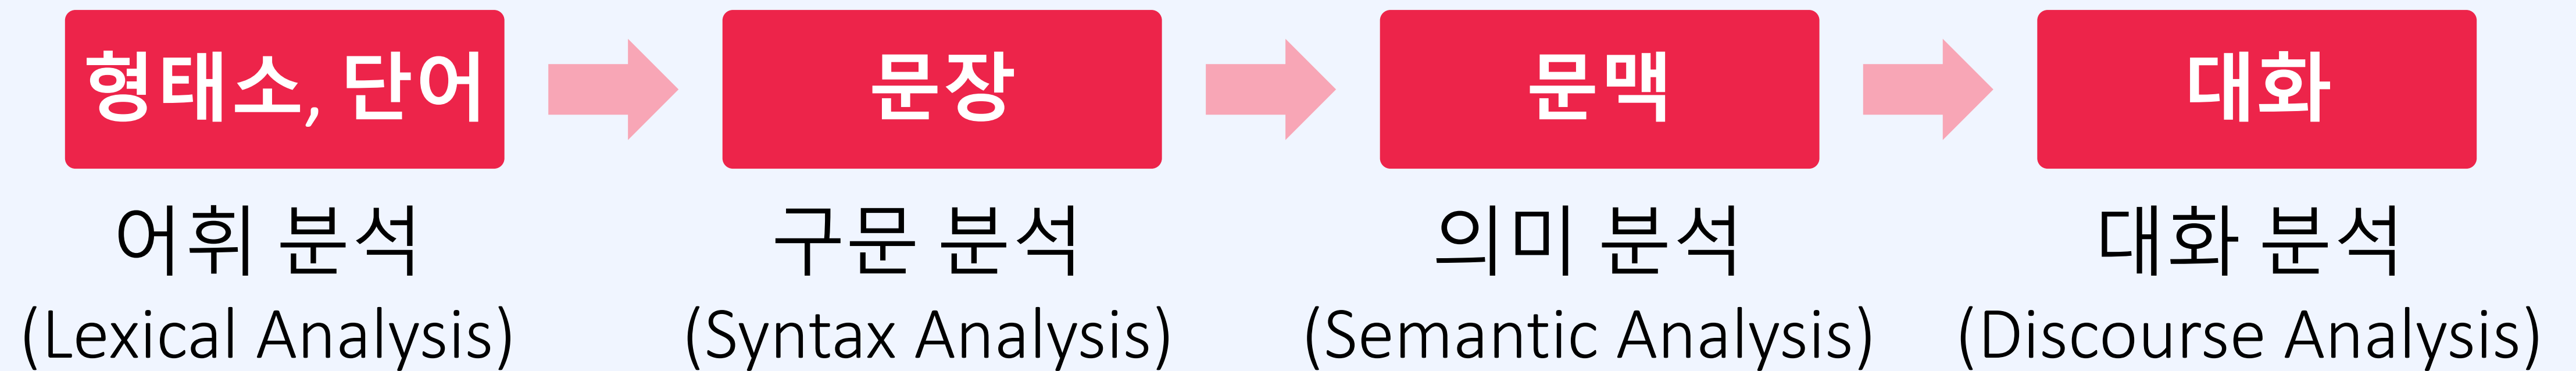 형태소, 단어
문장
문맥
대화
어휘 분석
(Lexical Analysis)
구문 분석
(Syntax Analysis)
의미 분석
(Semantic Analysis)
대화 분석
(Discourse Analysis)